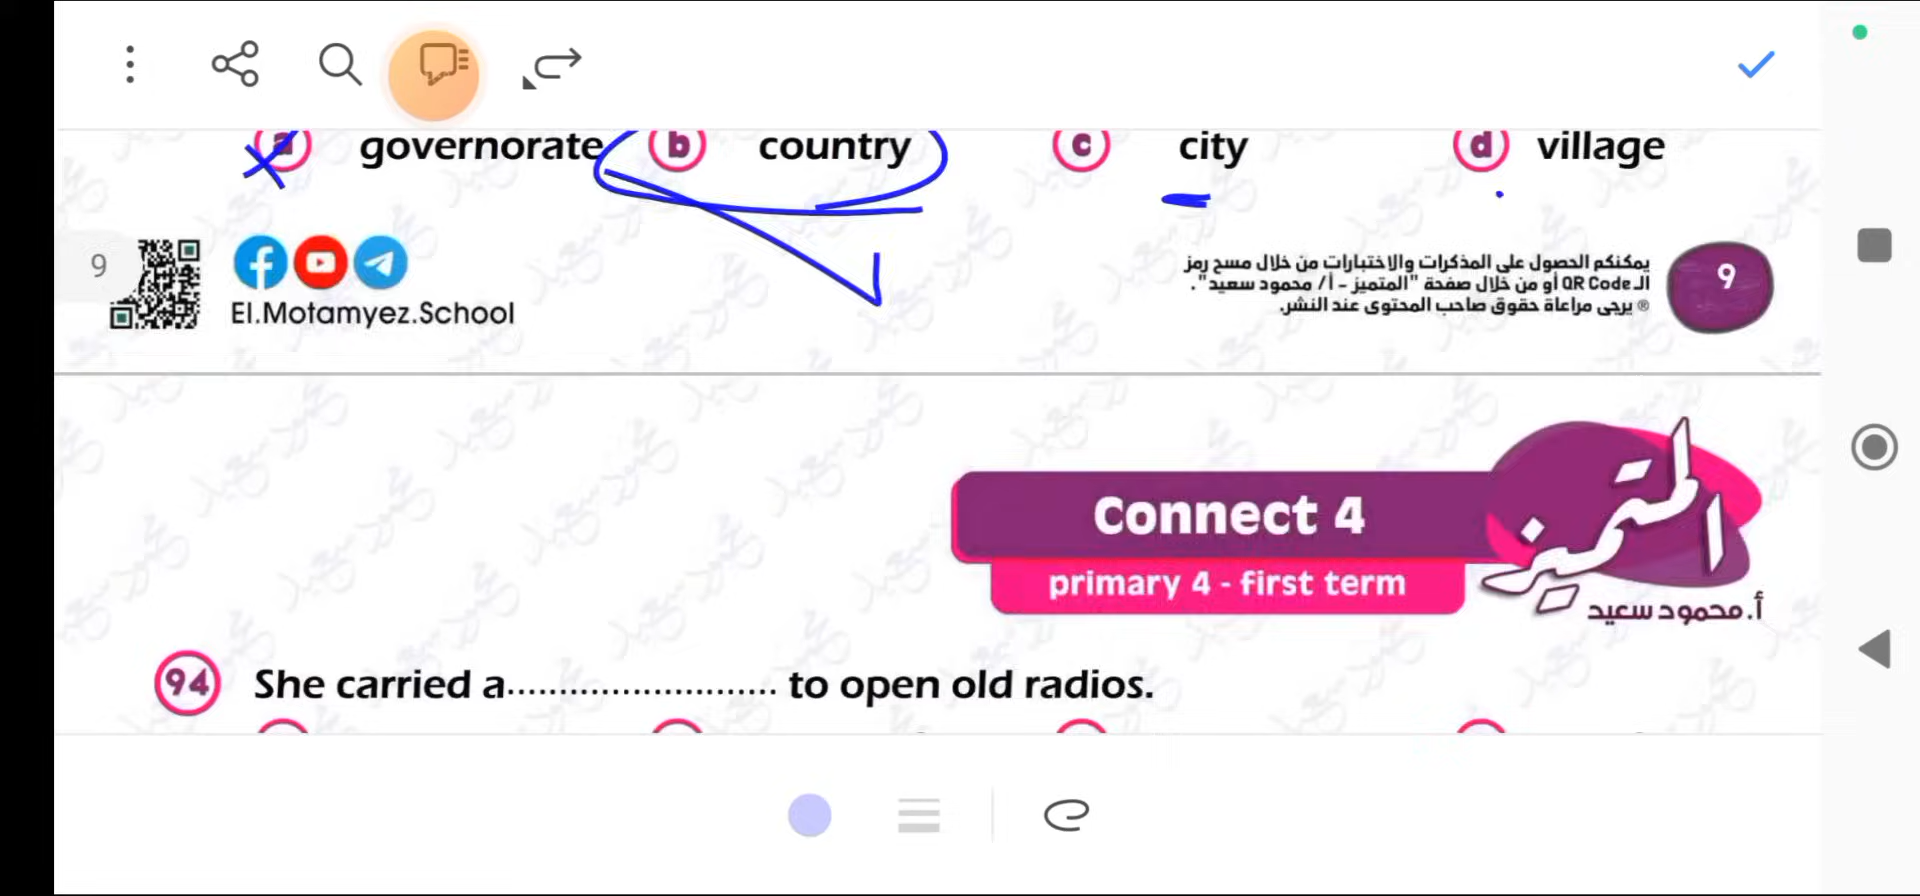 a governorate b country c city d village
9
El.Motamyez.School
يمكنكم الحصول على المذكرات والاختبارات من خلال مسح رمز
الـ QR Code أو من خلال صفحة "المتميز - أ/ محمود سعيد".
® يرجى مراعاة حقوق صاحب المحتوى عند النشر.
9
Connect 4
primary 4 - first term
المتميز
أ. محمود سعيد
94 She carried a........................... to open old radios.